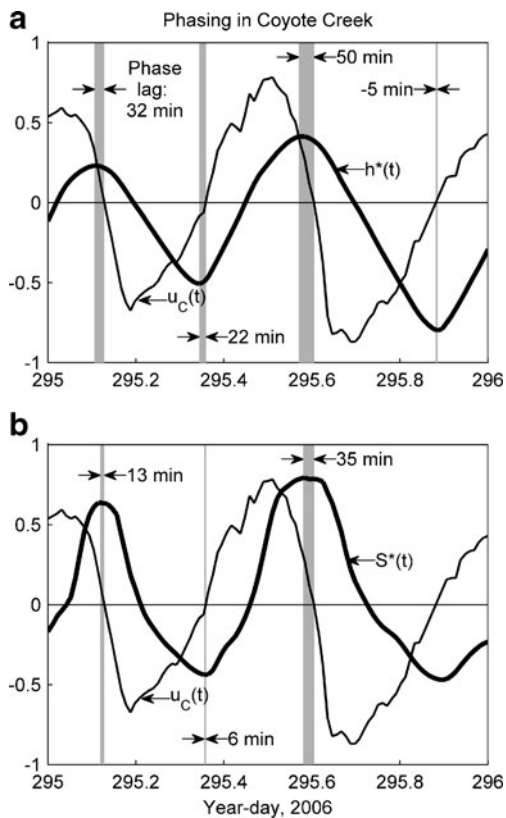 a
Phasing in Coyote Creek
1
0.5
0
-0.5
-1
Phase
lag:
32 min
50 min
-5 min
h*(t)
u_C(t)
22 min
295
295.2
295.4
295.6
295.8
296
b
1
0.5
0
-0.5
-1
13 min
35 min
S*(t)
u_C(t)
6 min
295
295.2
295.4
295.6
295.8
296
Year-day, 2006